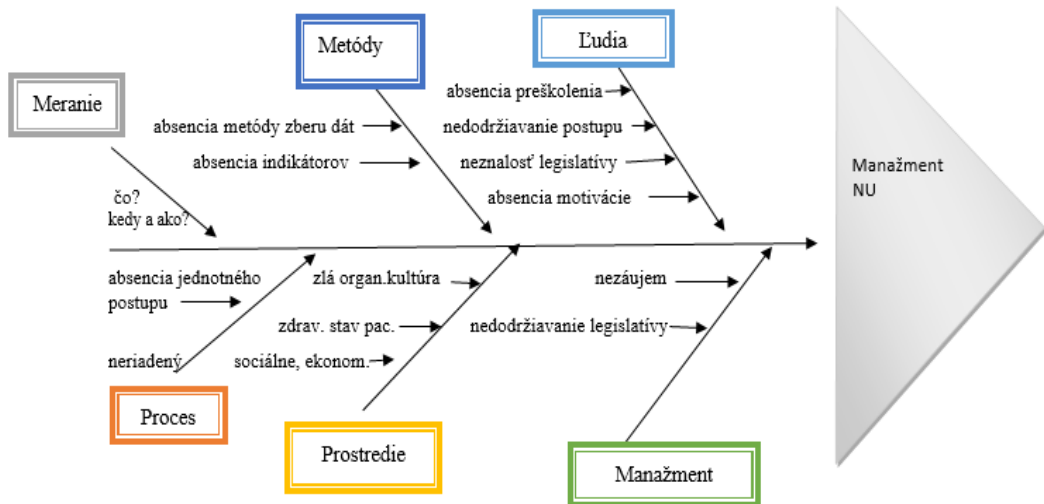 Metódy
Ľudia
Meranie
absencia preškolenia
absencia metódy zberu dát
nedodržiavanie postupu
absencia indikátorov
neznalosť legislatívy
absencia motivácie
čo?
kedy a ako?
Manažment
NU
absencia jednotného
postupu
zlá organ.kultúra
nezáujem
zdrav. stav pac.
nedodržiavanie legislatívy
neriadený
sociálne, ekonom.
Proces
Prostredie
Manažment